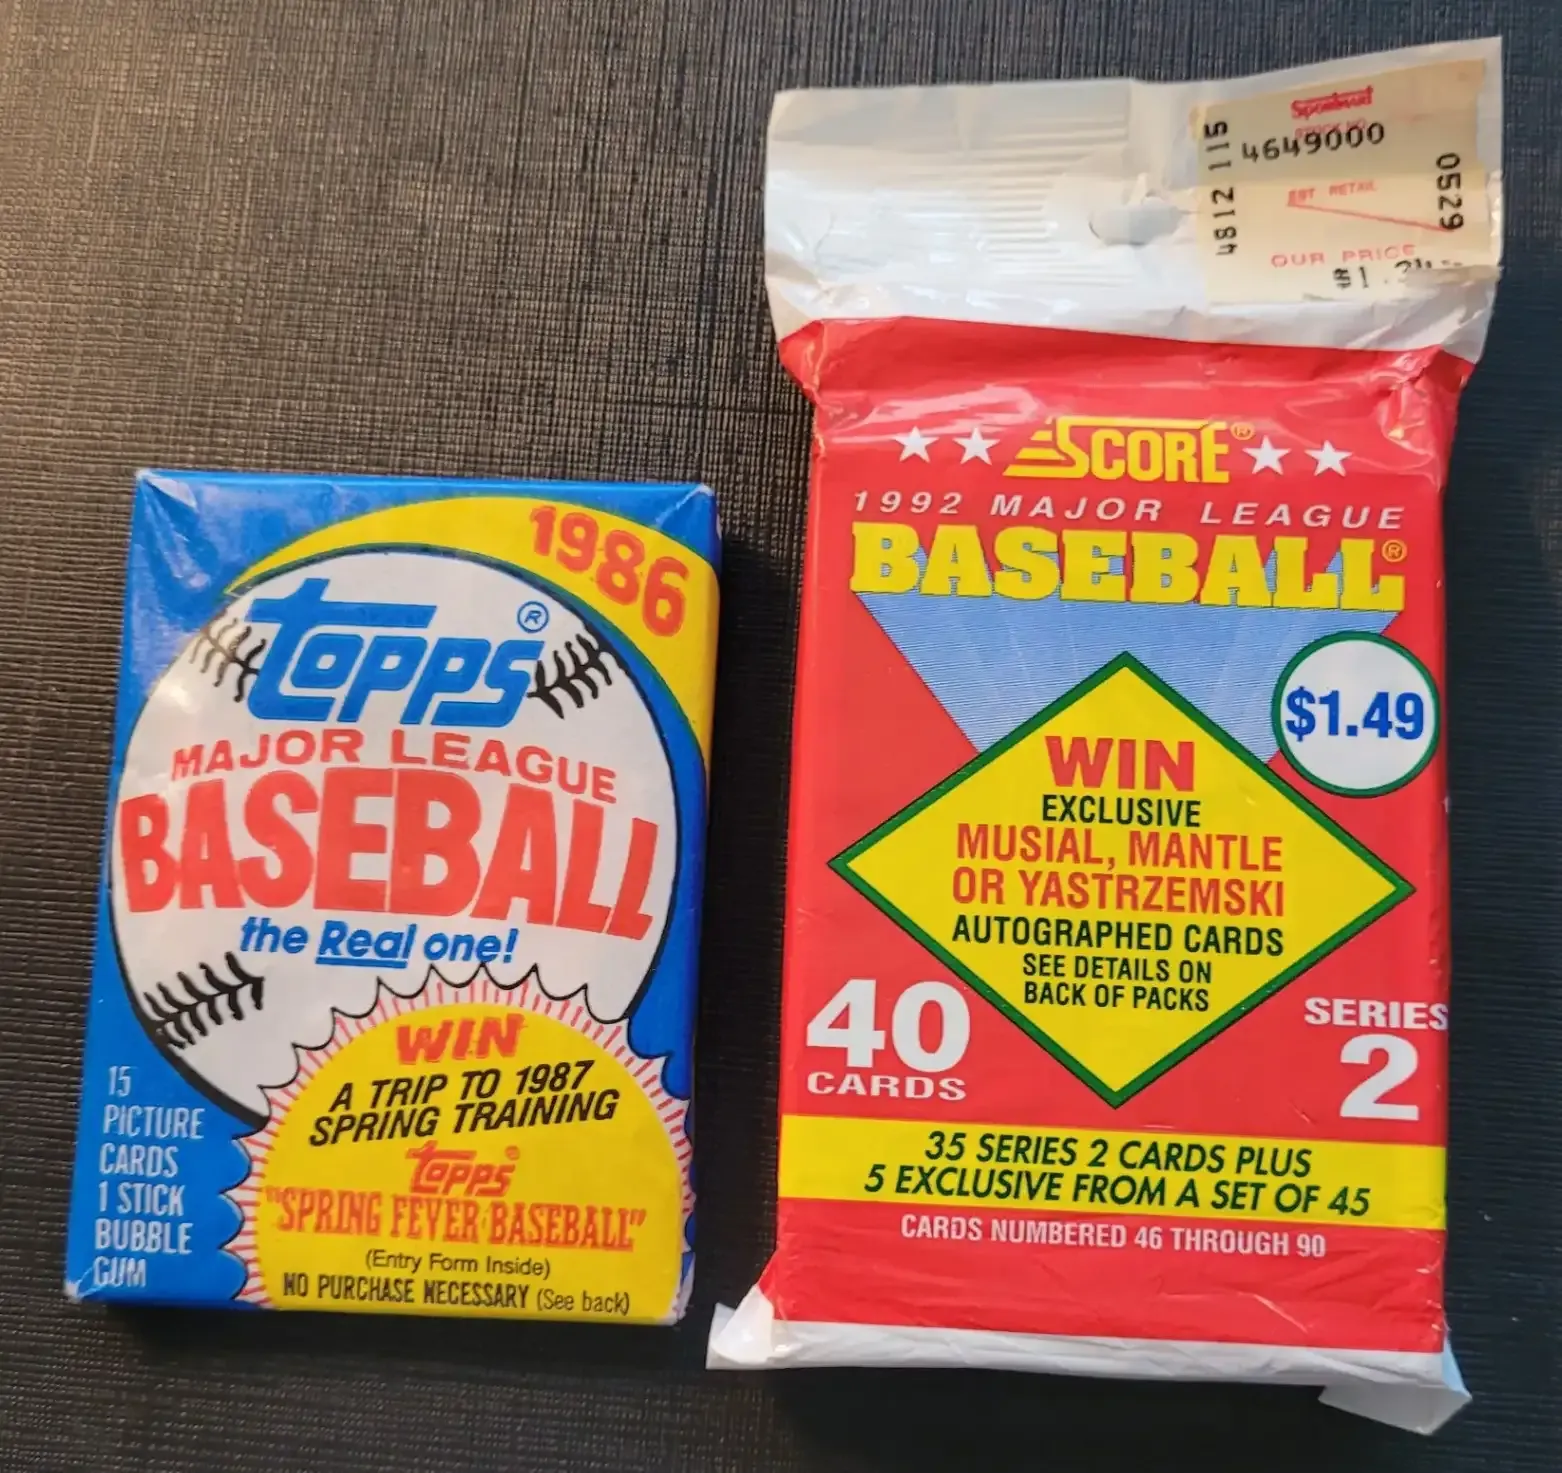 1986
Topps®
MAJOR LEAGUE
BASEBALL
the Real one!
WIN
A TRIP TO 1987
SPRING TRAINING
Topps®
"SPRING FEVER BASEBALL"
(Entry Form Inside)
NO PURCHASE NECESSARY (See back)
15
PICTURE
CARDS
1 STICK
BUBBLE
GUM
4812 115
4649000
0529
EST RETAIL
OUR PRICE
$1
SCORE®
1992 MAJOR LEAGUE
BASEBALL®
$1.49
WIN
EXCLUSIVE
MUSIAL, MANTLE
OR YASTRZEMSKI
AUTOGRAPHED CARDS
SEE DETAILS ON
BACK OF PACKS
40
CARDS
SERIES
2
35 SERIES 2 CARDS PLUS
5 EXCLUSIVE FROM A SET OF 45
CARDS NUMBERED 46 THROUGH 90